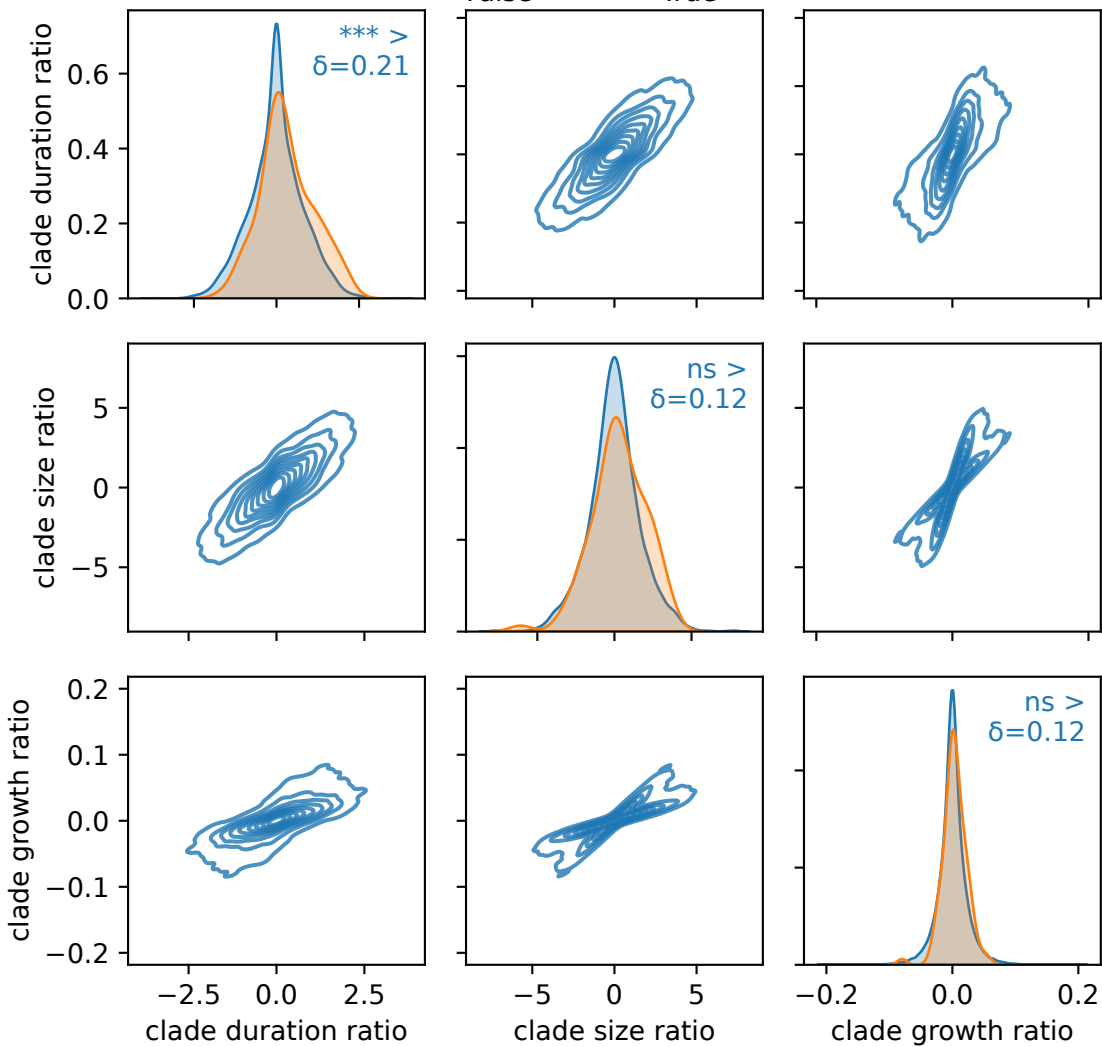 clade duration ratio
0.6
0.4
0.2
0.0
*** >
δ=0.21
clade size ratio
5
0
−5
ns >
δ=0.12
clade growth ratio
0.2
0.1
0.0
−0.1
−0.2
ns >
δ=0.12
−2.5 0.0 2.5
−5 0 5
−0.2 0.0 0.2
clade duration ratio
clade size ratio
clade growth ratio